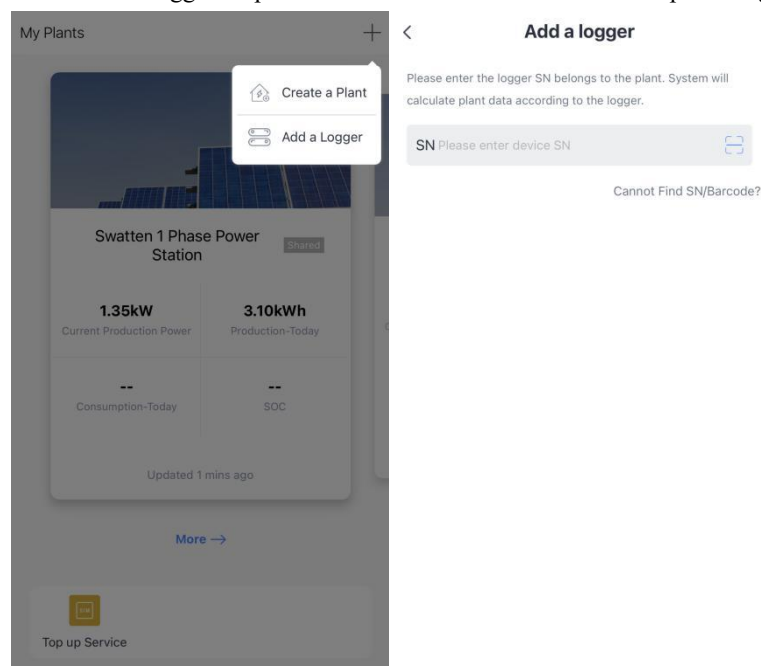 My Plants
Create a Plant
Add a Logger
Swatten 1 Phase Power
Station
Shared
1.35kW
Current Production Power
3.10kWh
Production-Today
--
Consumption-Today
--
SOC
Updated 1 mins ago
More →
Top up Service
Add a logger
Please enter the logger SN belongs to the plant. System will
calculate plant data according to the logger.
SN Please enter device SN
Cannot Find SN/Barcode?